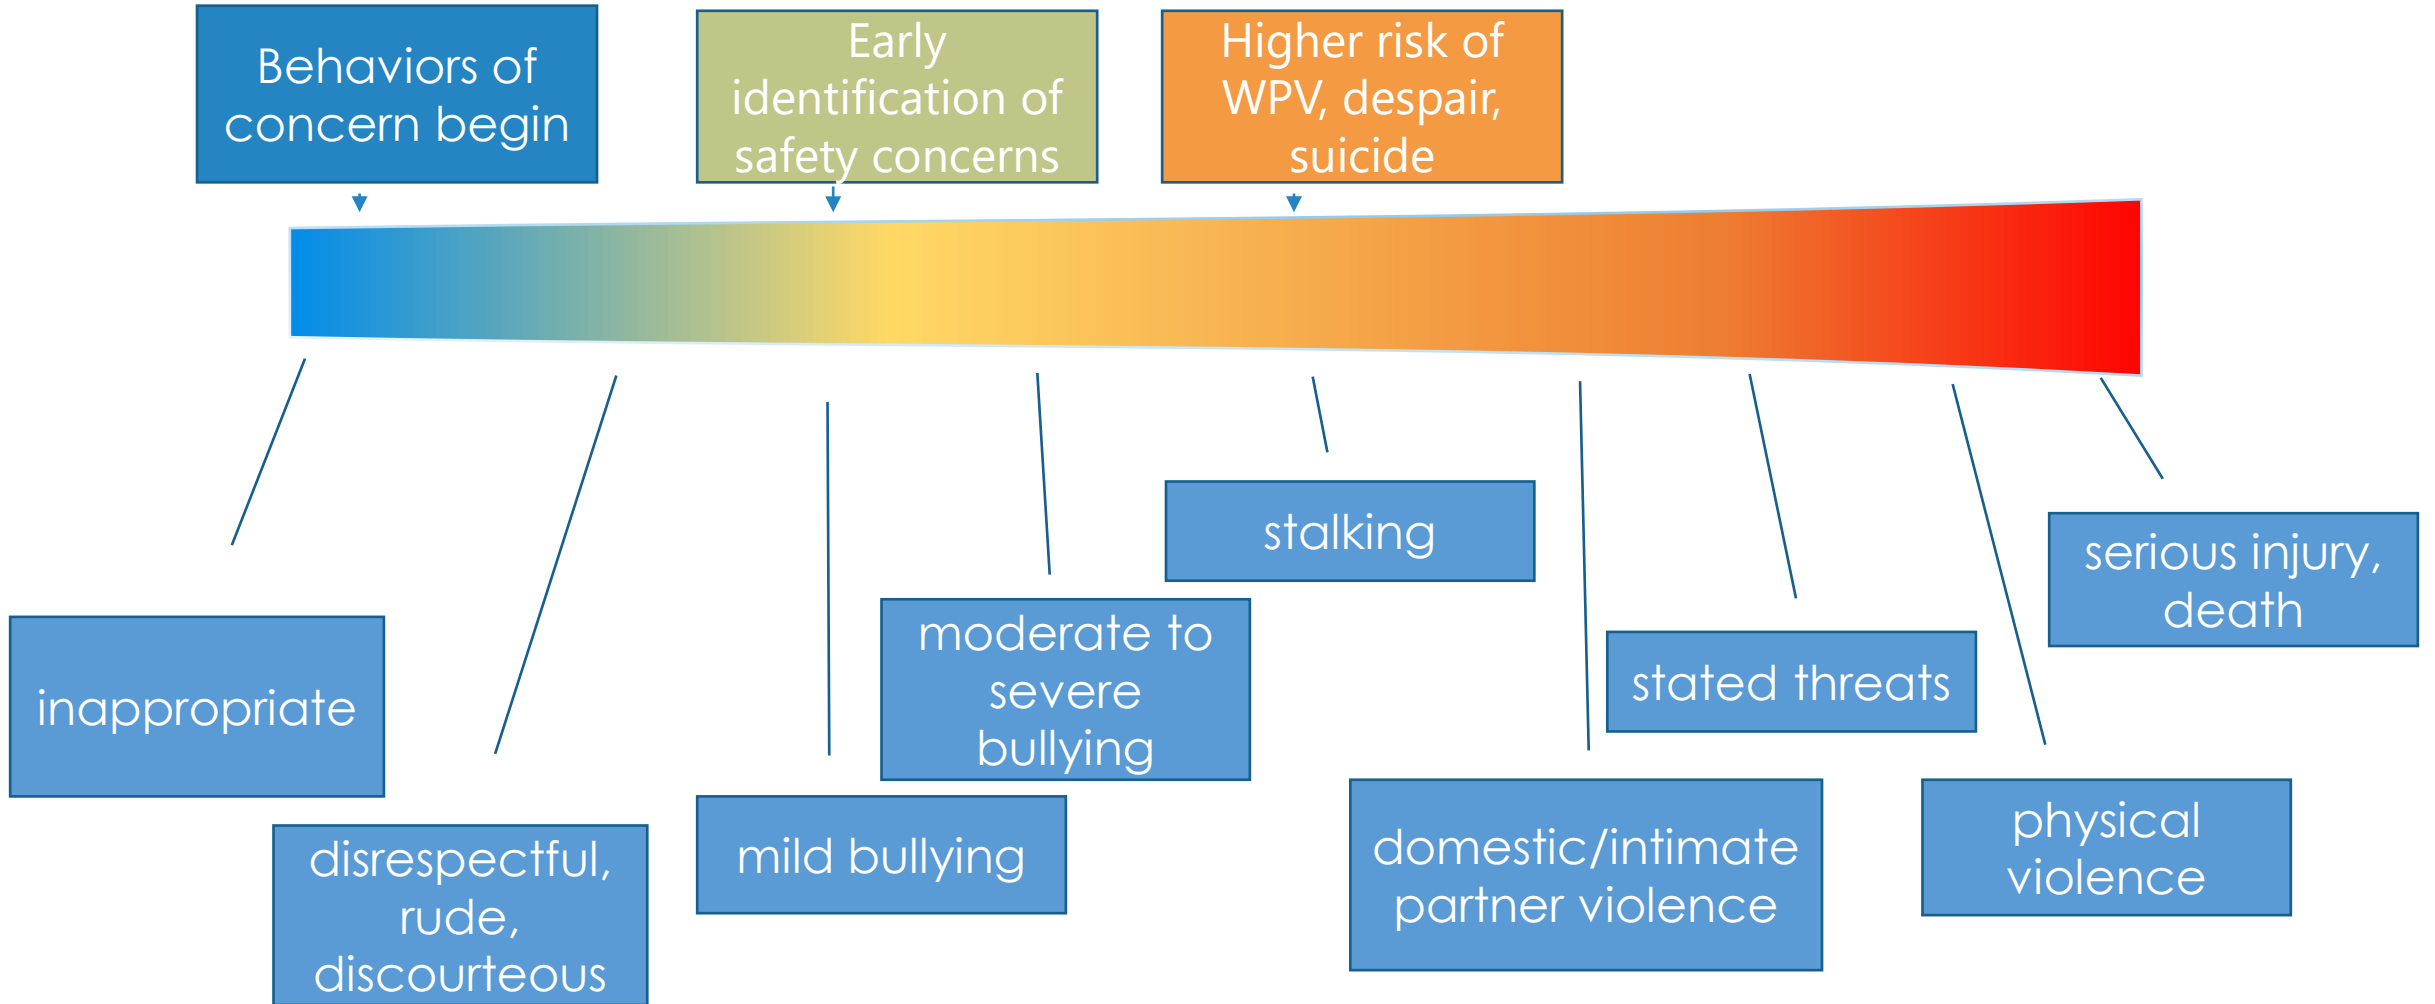 Behaviors of
concern begin
Early
identification of
safety concerns
Higher risk of
WPV, despair,
suicide
inappropriate
disrespectful,
rude,
discourteous
mild bullying
moderate to
severe
bullying
stalking
domestic/intimate
partner violence
stated threats
physical
violence
serious injury,
death